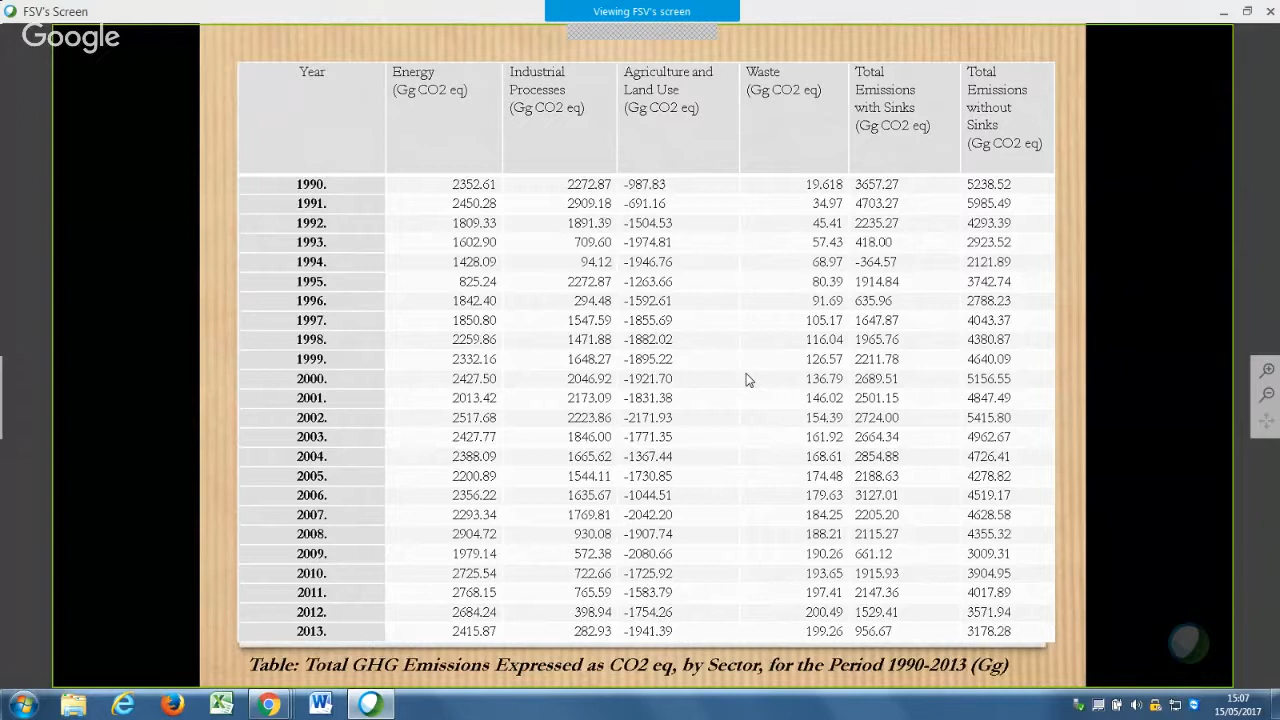 FSV's Screen
Viewing FSV's screen
Google
Year Energy (Gg CO2 eq) Industrial Processes (Gg CO2 eq) Agriculture and Land Use (Gg CO2 eq) Waste (Gg CO2 eq) Total Emissions with Sinks (Gg CO2 eq) Total Emissions without Sinks (Gg CO2 eq)
1990. 2352.61 2272.87 -987.83 19.618 3657.27 5238.52
1991. 2450.28 2909.18 -691.16 34.97 4703.27 5985.49
1992. 1809.33 1891.39 -1504.53 45.41 2235.27 4293.39
1993. 1602.90 709.60 -1974.81 57.43 418.00 2923.52
1994. 1428.09 94.12 -1946.76 68.97 -364.57 2121.89
1995. 825.24 2272.87 -1263.66 80.39 1914.84 3742.74
1996. 1842.40 294.48 -1592.61 91.69 635.96 2788.23
1997. 1850.80 1547.59 -1855.69 105.17 1647.87 4043.37
1998. 2259.86 1471.88 -1882.02 116.04 1965.76 4380.87
1999. 2332.16 1648.27 -1895.22 126.57 2211.78 4640.09
2000. 2427.50 2046.92 -1921.70 136.79 2689.51 5156.55
2001. 2013.42 2173.09 -1831.38 146.02 2501.15 4847.49
2002. 2517.68 2223.86 -2171.93 154.39 2724.00 5415.80
2003. 2427.77 1846.00 -1771.35 161.92 2664.34 4962.67
2004. 2388.09 1665.62 -1367.44 168.61 2854.88 4726.41
2005. 2200.89 1544.11 -1730.85 174.48 2188.63 4278.82
2006. 2356.22 1635.67 -1044.51 179.63 3127.01 4519.17
2007. 2293.34 1769.81 -2042.20 184.25 2205.20 4628.58
2008. 2904.72 930.08 -1907.74 188.21 2115.27 4355.32
2009. 1979.14 572.38 -2080.66 190.26 661.12 3009.31
2010. 2725.54 722.66 -1725.92 193.65 1915.93 3904.95
2011. 2768.15 765.59 -1583.79 197.41 2147.36 4017.89
2012. 2684.24 398.94 -1754.26 200.49 1529.41 3571.94
2013. 2415.87 282.93 -1941.39 199.26 956.67 3178.28
Table: Total GHG Emissions Expressed as CO2 eq, by Sector, for the Period 1990-2013 (Gg)
15:07
15/05/2017